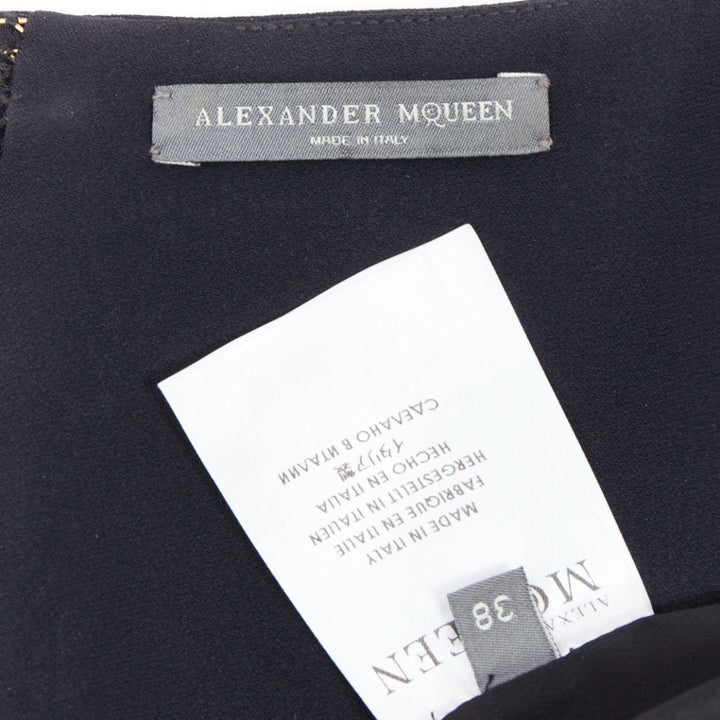 ALEXANDER McQUEEN
MADE IN ITALY
MADE IN ITALY
FABRIQUE EN ITALIE
HERGESTELLT IN ITALIEN
HECHO EN ITALIA
イタリア製
СДЕЛАНО В ИТАЛИИ
38